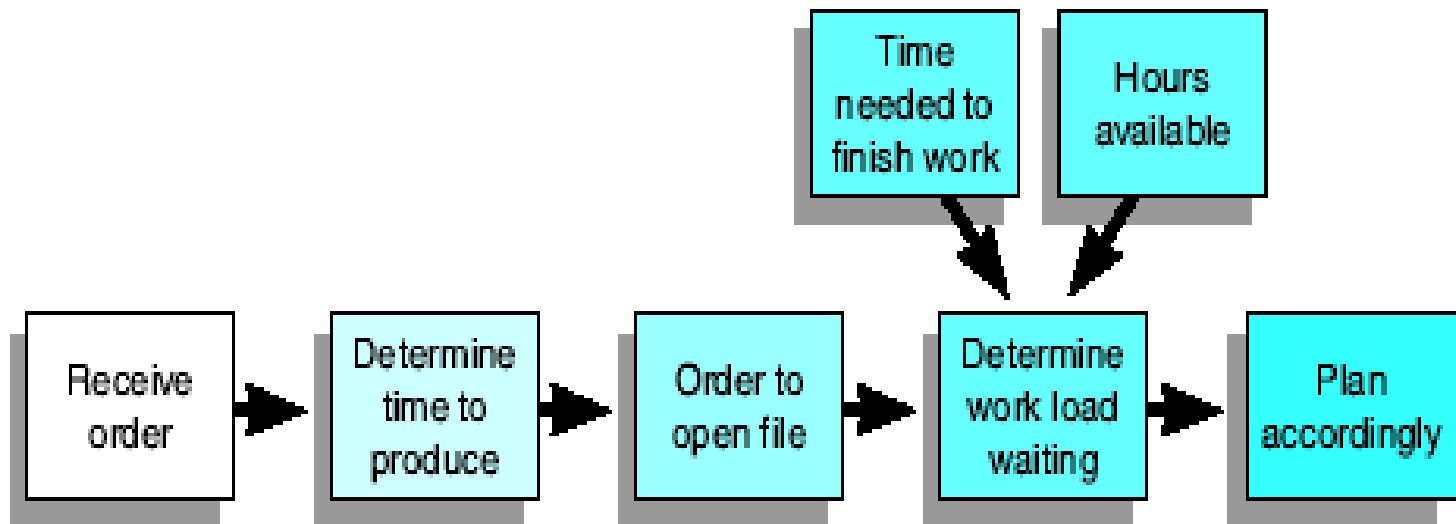 Time
needed to
finish work
Hours
available
Receive
order
Determine
time to
produce
Order to
open file
Determine
work load
waiting
Plan
accordingly